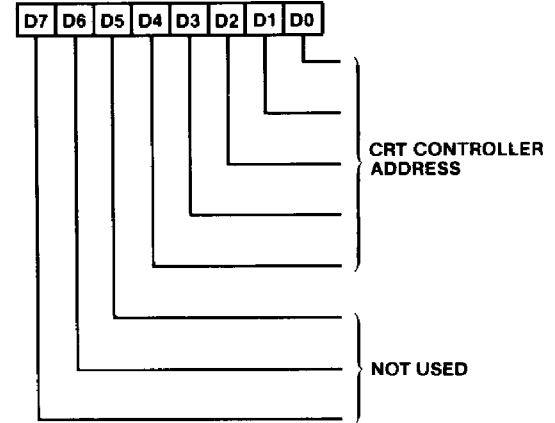 D7 D6 D5 D4 D3 D2 D1 D0
CRT CONTROLLER
ADDRESS
NOT USED